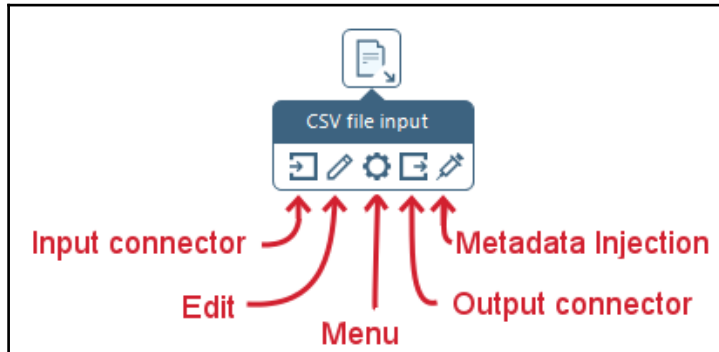 CSV file input
Input connector
Metadata Injection
Edit
Output connector
Menu